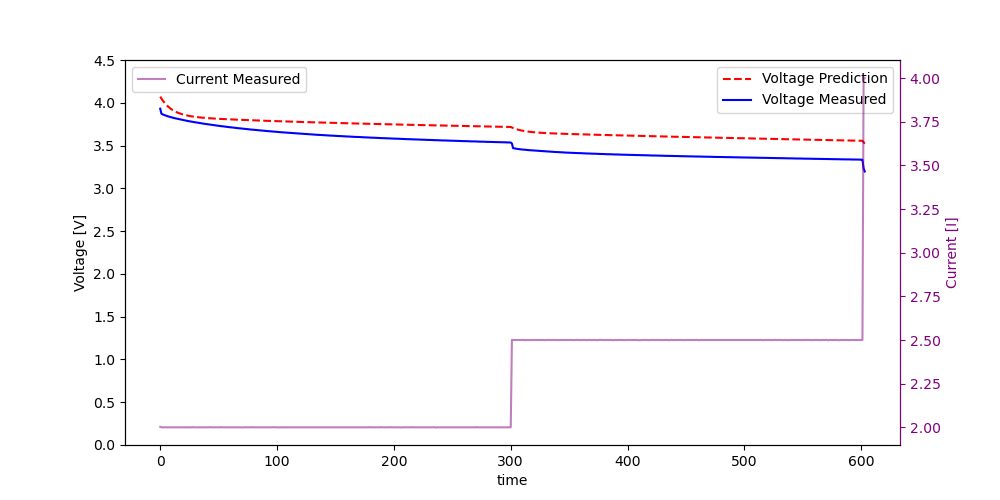 Current Measured
Voltage Prediction
Voltage Measured
4.5
4.0
3.5
3.0
2.5
2.0
1.5
1.0
0.5
0.0
Voltage [V]
4.00
3.75
3.50
3.25
3.00
2.75
2.50
2.25
2.00
Current [I]
0 100 200 300 400 500 600
time